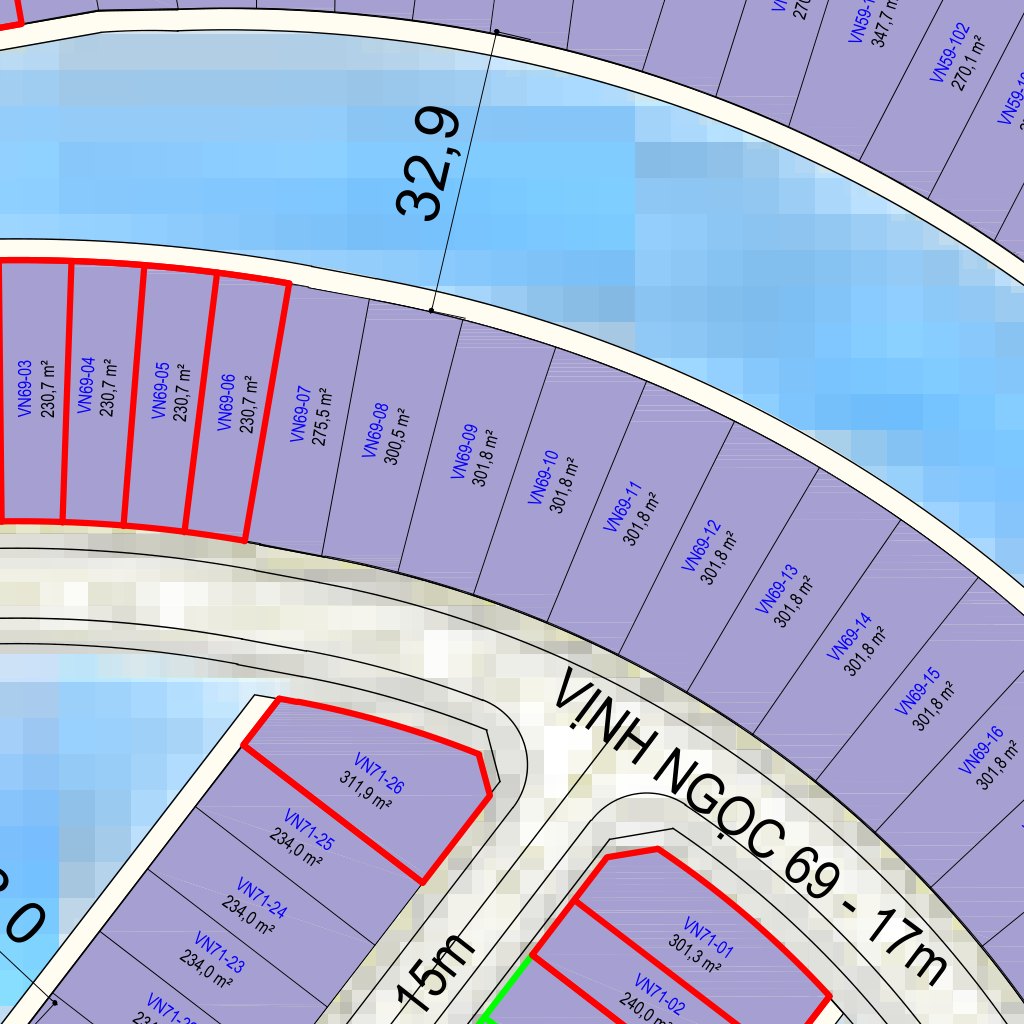 VN59-102
270,1 m²
32,9
VN69-03
230,7 m²
VN69-04
230,7 m²
VN69-05
230,7 m²
VN69-06
230,7 m²
VN69-07
275,5 m²
VN69-08
300,5 m²
VN69-09
301,8 m²
VN69-10
301,8 m²
VN69-11
301,8 m²
VN69-12
301,8 m²
VN69-13
301,8 m²
VN69-14
301,8 m²
VN69-15
301,8 m²
VN69-16
301,8 m²
VỊNH NGỌC 69 - 17m
VN71-26
311,9 m²
VN71-25
234,0 m²
VN71-24
234,0 m²
VN71-23
234,0 m²
15m
VN71-01
301,3 m²
VN71-02
240,0 m²